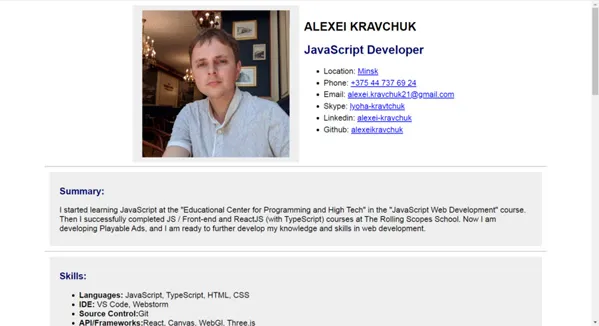 ALEXEI KRAVCHUK
JavaScript Developer
Location: Minsk
Phone: +375 44 737 69 24
Email: alexei.kravchuk21@gmail.com
Skype: lyoha-kravtchuk
Linkedin: alexei-kravchuk
Github: alexeikravchuk
Summary:
I started learning JavaScript at the "Educational Center for Programming and High Tech" in the "JavaScript Web Development" course.
Then I successfully completed JS / Front-end and ReactJS (with TypeScript) courses at The Rolling Scopes School. Now I am
developing Playable Ads, and I am ready to further develop my knowledge and skills in web development.
Skills:
Languages: JavaScript, TypeScript, HTML, CSS
IDE: VS Code, Webstorm
Source Control:Git
API/Frameworks:React, Canvas, WebGl, Three.js